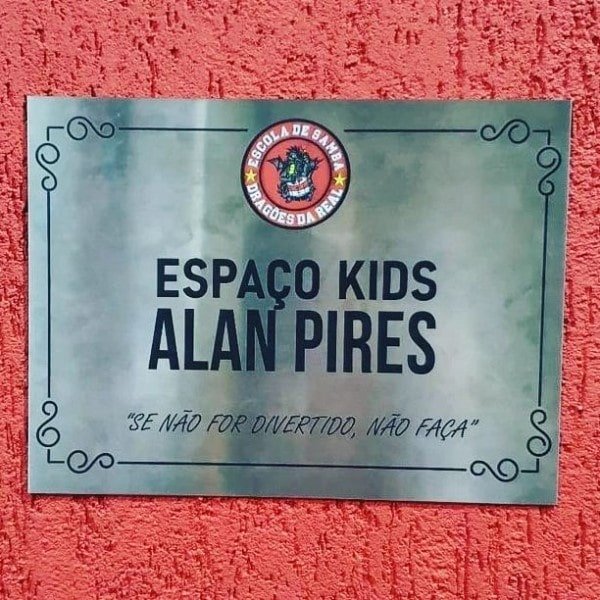 ESCOLA DE SAMBA
DRAGÕES DA REAL
ESPAÇO KIDS
ALAN PIRES
"SE NÃO FOR DIVERTIDO, NÃO FAÇA"